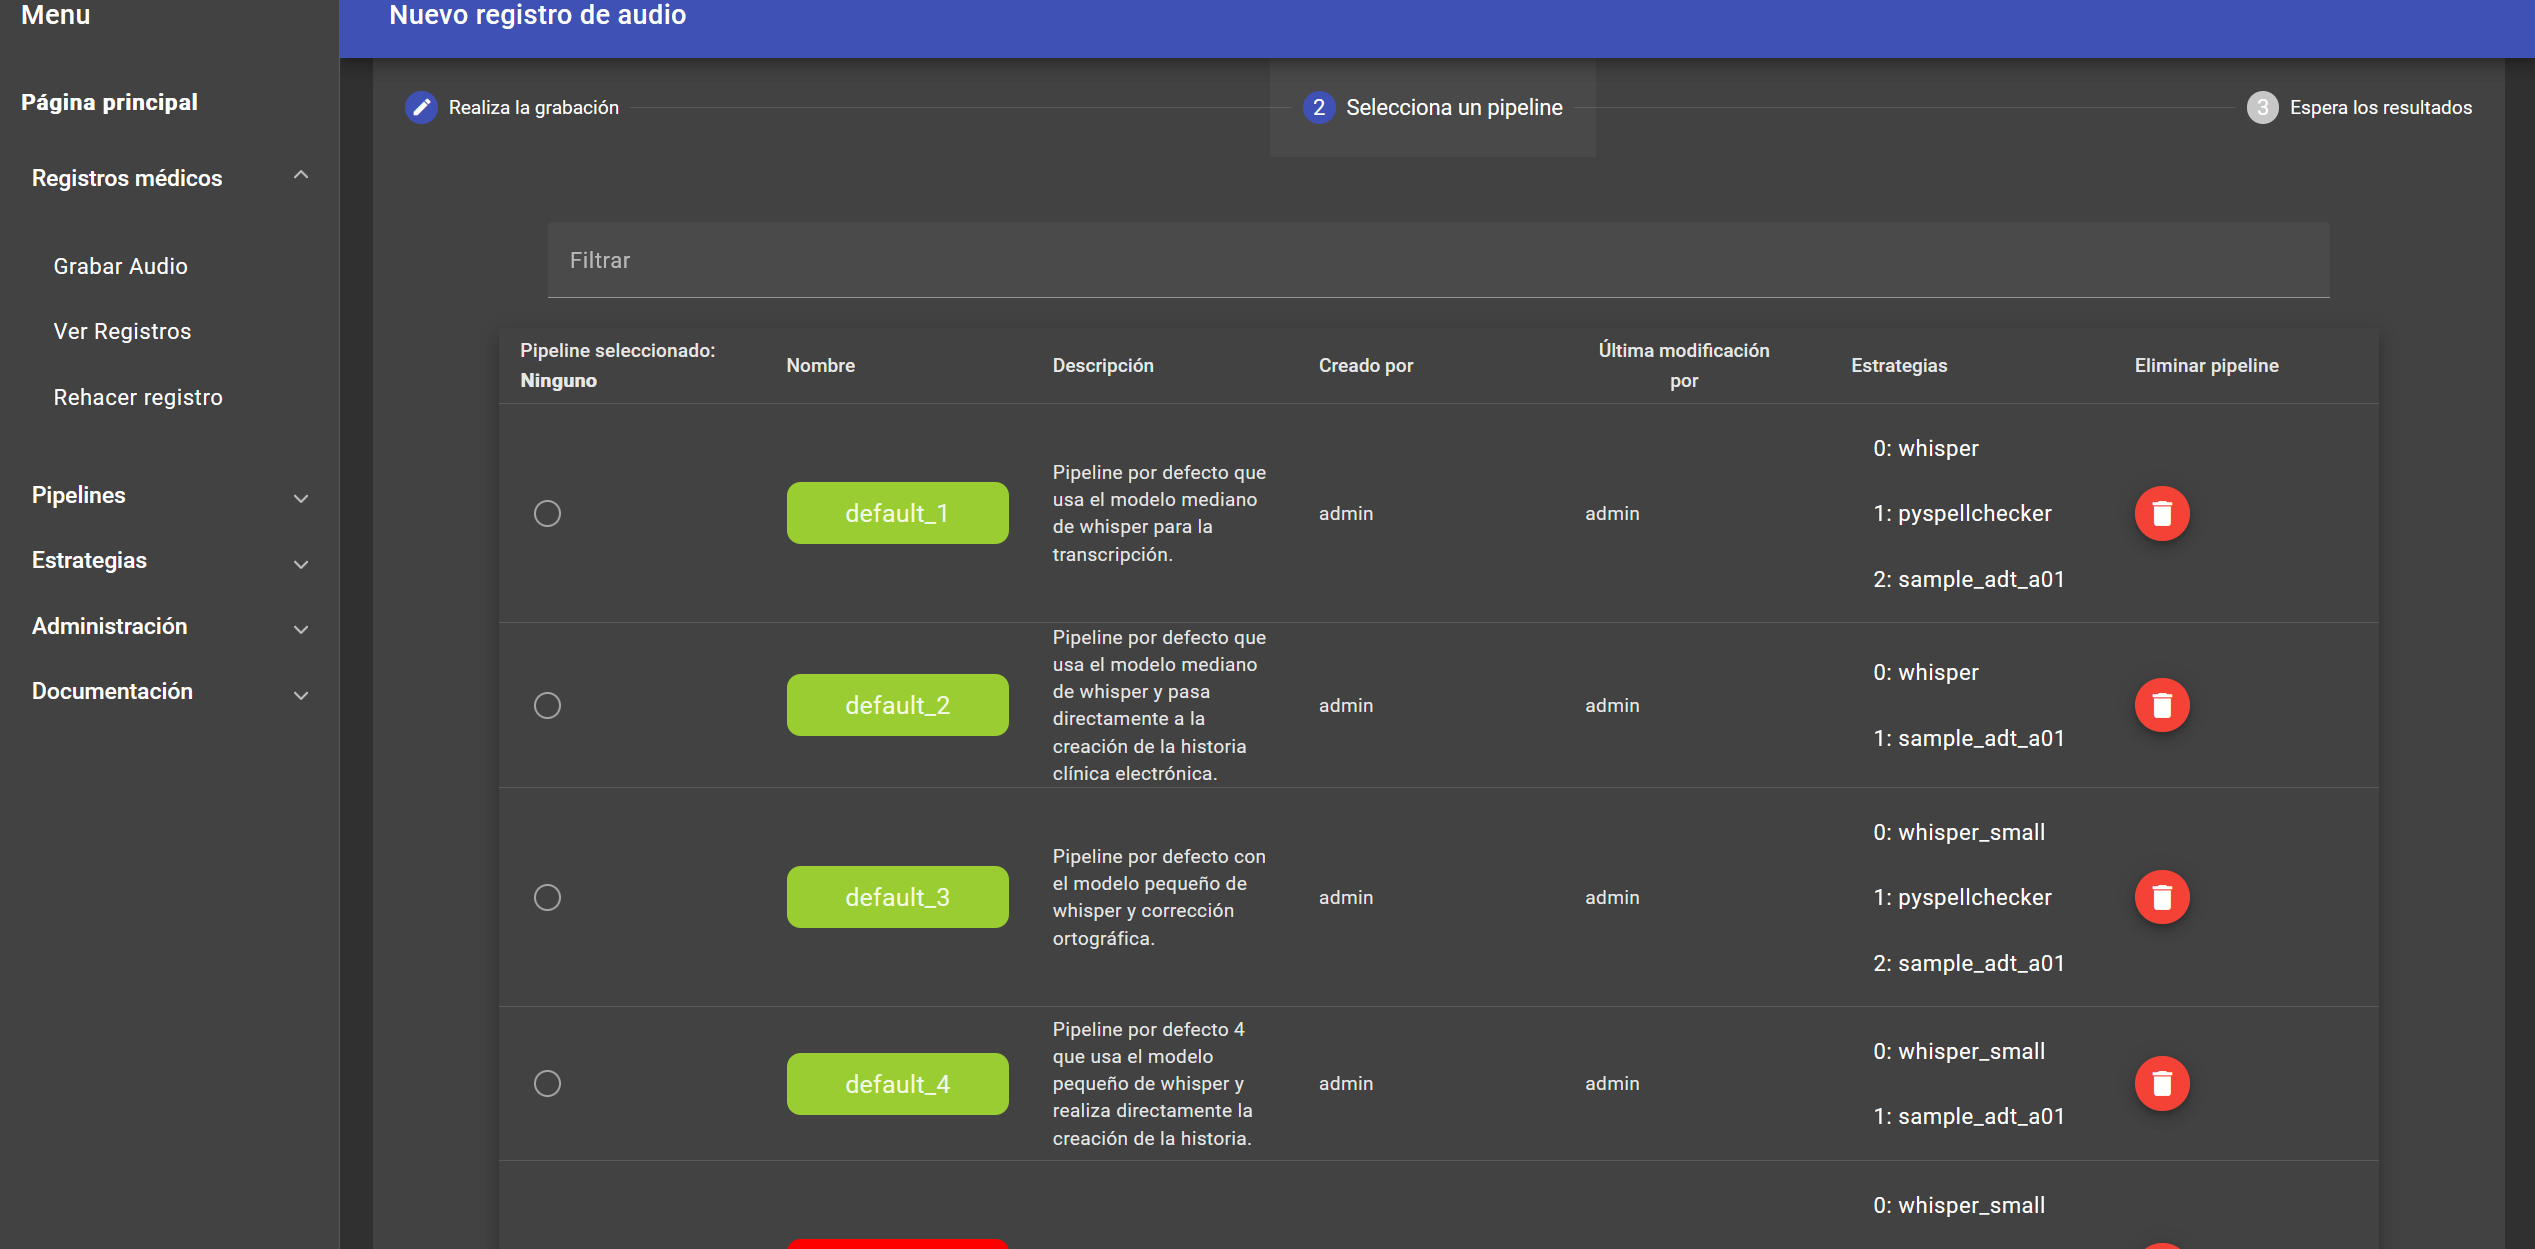 Menu
Nuevo registro de audio
Página principal
Registros médicos
Grabar Audio
Ver Registros
Rehacer registro
Pipelines
Estrategias
Administración
Documentación
Realiza la grabación
2 Selecciona un pipeline
3 Espera los resultados
Filtrar
Pipeline seleccionado:
Ninguno
Nombre
Descripción
Creado por
Última modificación
por
Estrategias
Eliminar pipeline
default_1
Pipeline por defecto que
usa el modelo mediano
de whisper para la
transcripción.
admin
admin
0: whisper
1: pyspellchecker
2: sample_adt_a01
default_2
Pipeline por defecto que
usa el modelo mediano
de whisper y pasa
directamente a la
creación de la historia
clínica electrónica.
admin
admin
0: whisper
1: sample_adt_a01
default_3
Pipeline por defecto con
el modelo pequeño de
whisper y corrección
ortográfica.
admin
admin
0: whisper_small
1: pyspellchecker
2: sample_adt_a01
default_4
Pipeline por defecto 4
que usa el modelo
pequeño de whisper y
realiza directamente la
creación de la historia.
admin
admin
0: whisper_small
1: sample_adt_a01
0: whisper_small